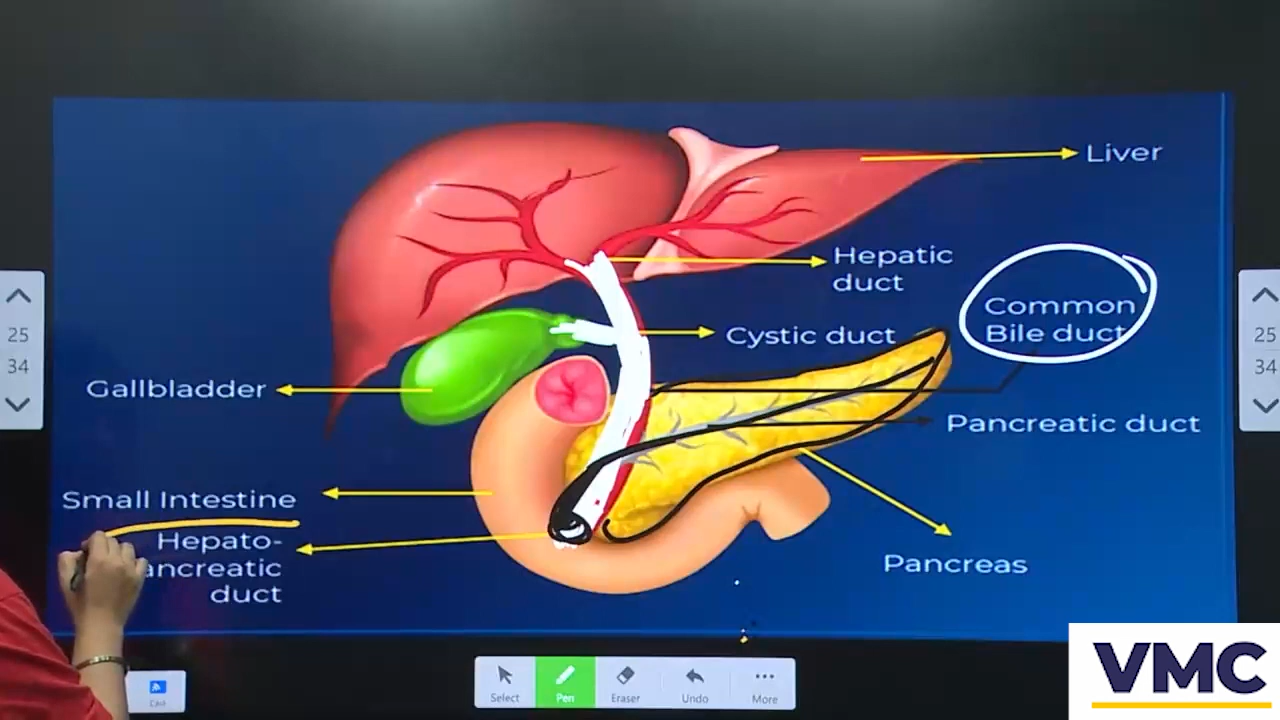 Liver
Hepatic
duct
Common
Bile duct
Cystic duct
Gallbladder
Pancreatic duct
Small Intestine
Hepato-
ancreatic
duct
Pancreas
25
34
25
34
Select
Pen
Eraser
Undo
More
Cast
VMC